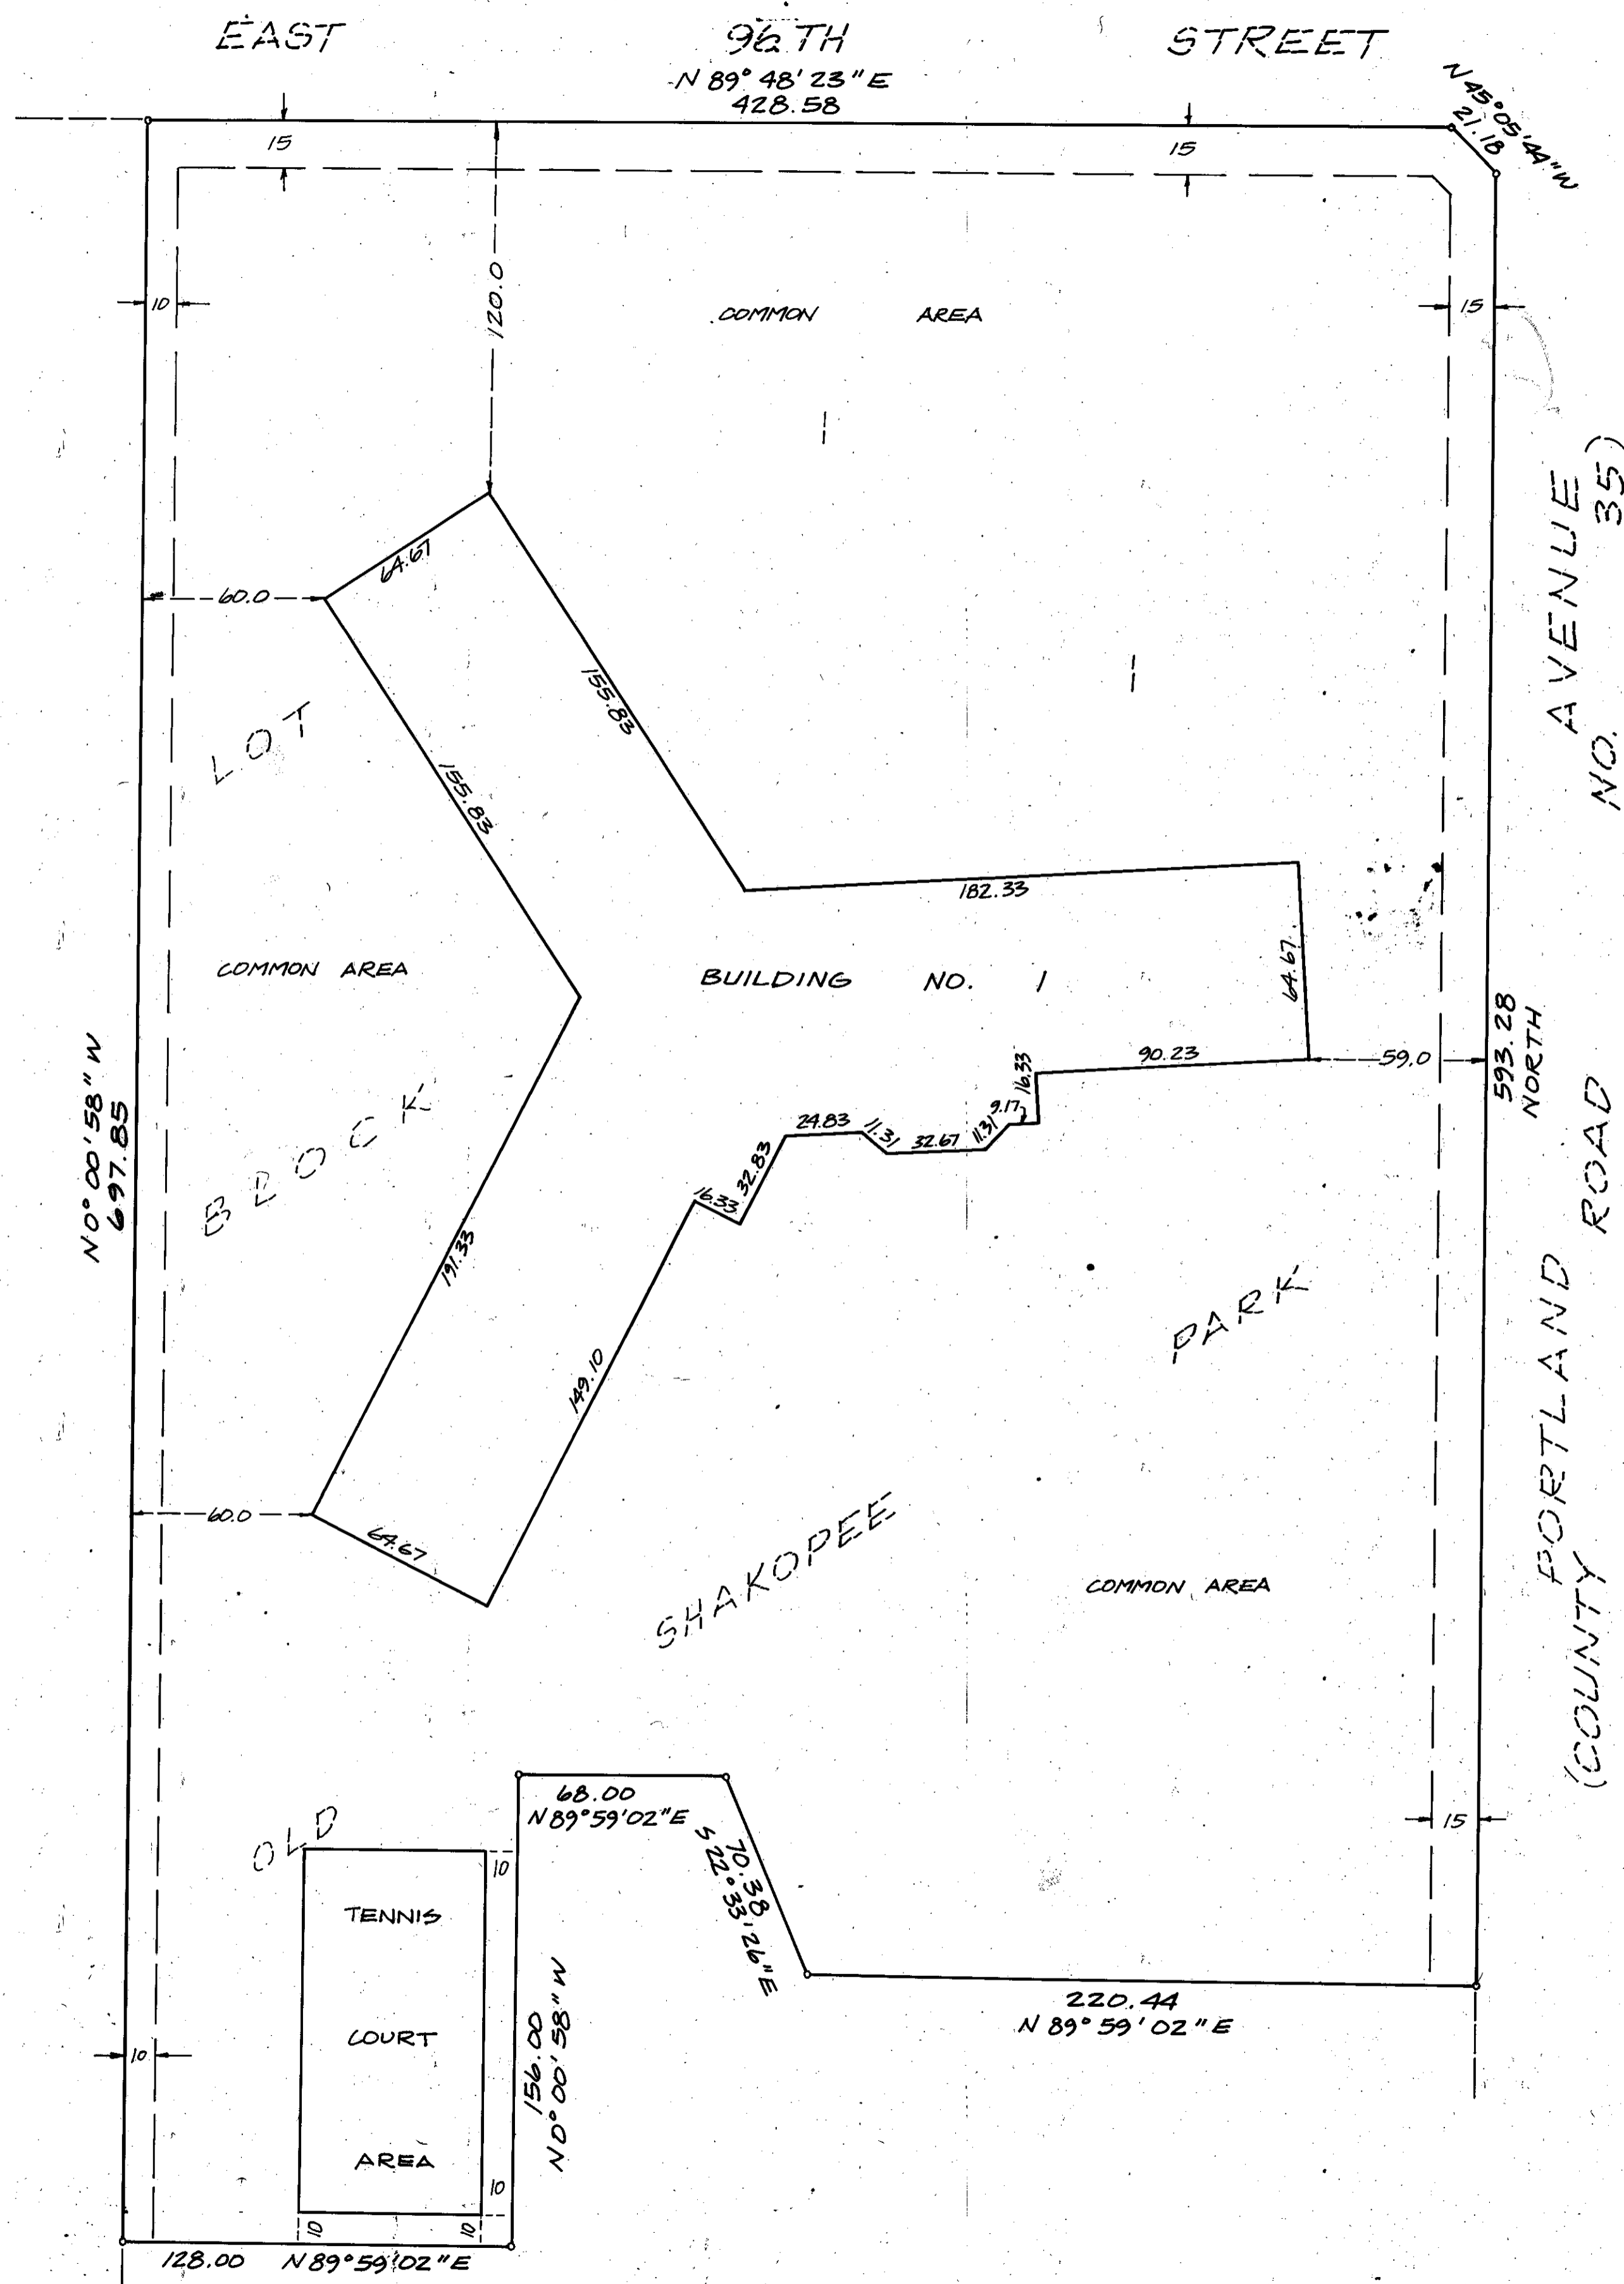 EAST 96TH STREET
N 89° 48' 23" E
428.58
N 45° 05' 44" W
21.18
15
15
120.0
10
15
COMMON AREA
1
64.67
60.0
155.83
LOT
155.83
1
AVENUE
NO. 35)
182.33
COMMON AREA
BUILDING NO. 1
64.67
90.23
59.0
593.28
NORTH
16.33
9.17
11.31
32.67
11.31
24.83
32.83
16.33
N 0° 00' 58" W
697.85
BLOCK
191.33
149.10
PARK
60.0
64.67
SHAKOPEE
COMMON AREA
PORTLAND
(COUNTY ROAD
68.00
N 89° 59' 02" E
70.38
S 22° 33' 26" E
15
OLD
10
TENNIS
COURT
AREA
156.00
N 0° 00' 58" W
220.44
N 89° 59' 02" E
10
10
10
10
128.00 N 89° 59' 02" E